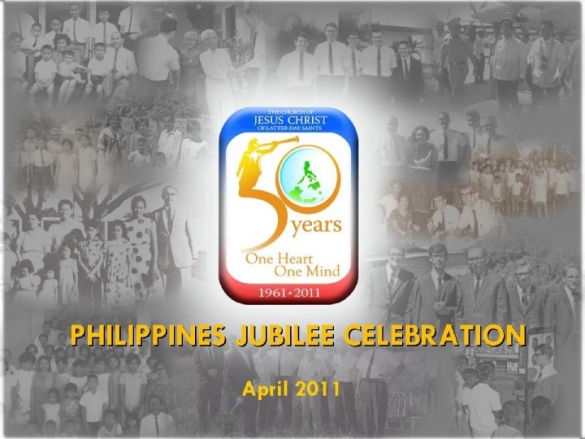 THE CHURCH OF
JESUS CHRIST
OF LATTER-DAY SAINTS
50
years
One Heart
One Mind
1961•2011
PHILIPPINES JUBILEE CELEBRATION
April 2011